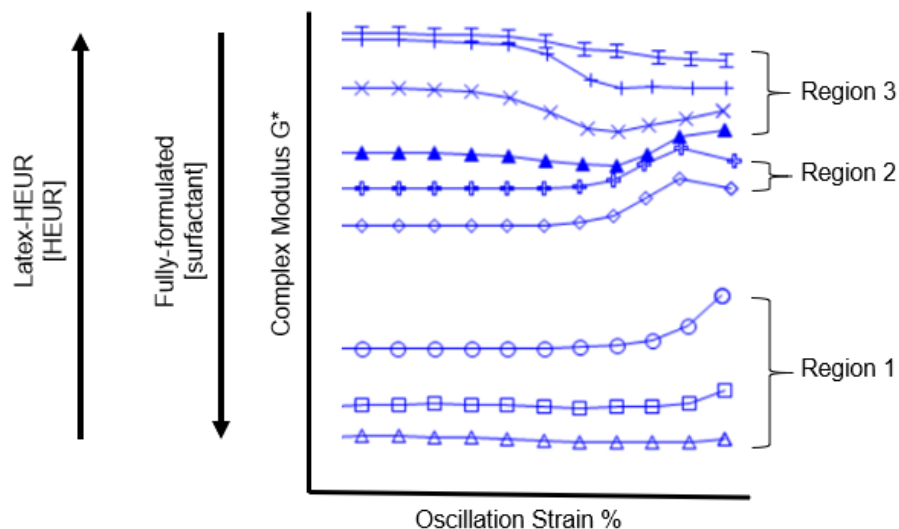 Latex-HEUR
[HEUR]
Fully-formulated
[surfactant]
Complex Modulus G*
Region 3
Region 2
Region 1
Oscillation Strain %